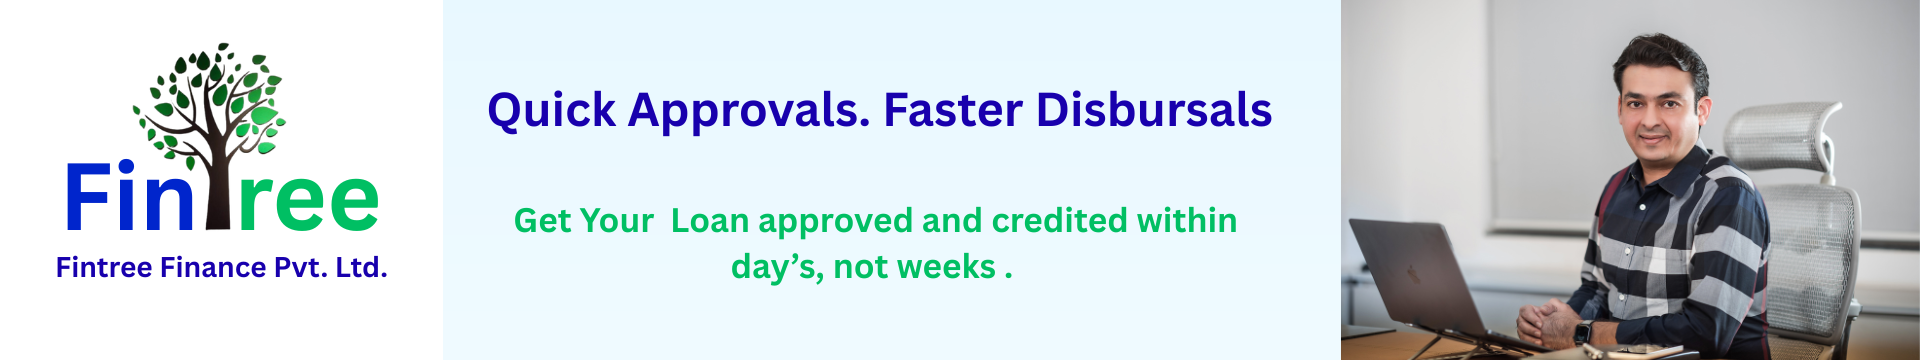 FinTree
Fintree Finance Pvt. Ltd.
Quick Approvals. Faster Disbursals
Get Your Loan approved and credited within
day's, not weeks .